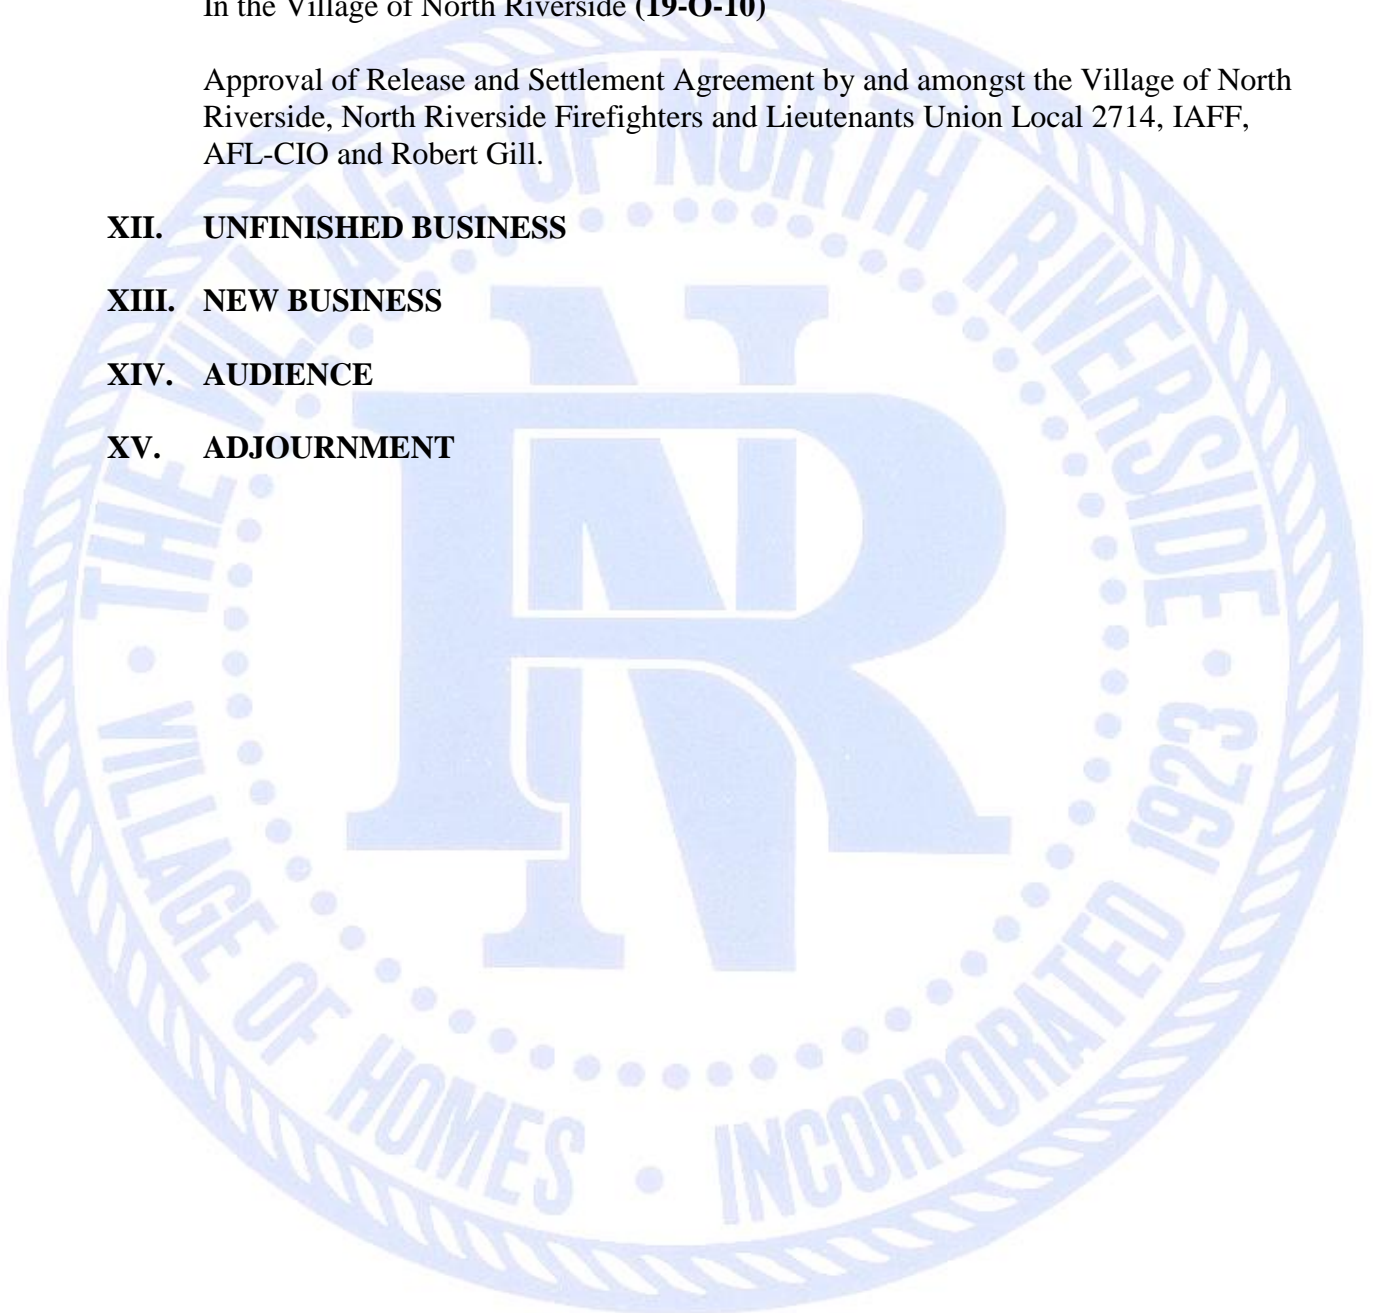 In the Village of North Riverside (19-O-10)
Approval of Release and Settlement Agreement by and amongst the Village of North
Riverside, North Riverside Firefighters and Lieutenants Union Local 2714, IAFF,
AFL-CIO and Robert Gill.
XII. UNFINISHED BUSINESS
XIII. NEW BUSINESS
XIV. AUDIENCE
XV. ADJOURNMENT
THE VILLAGE OF NORTH RIVERSIDE
NR
VILLAGE OF HOMES • INCORPORATED 1923